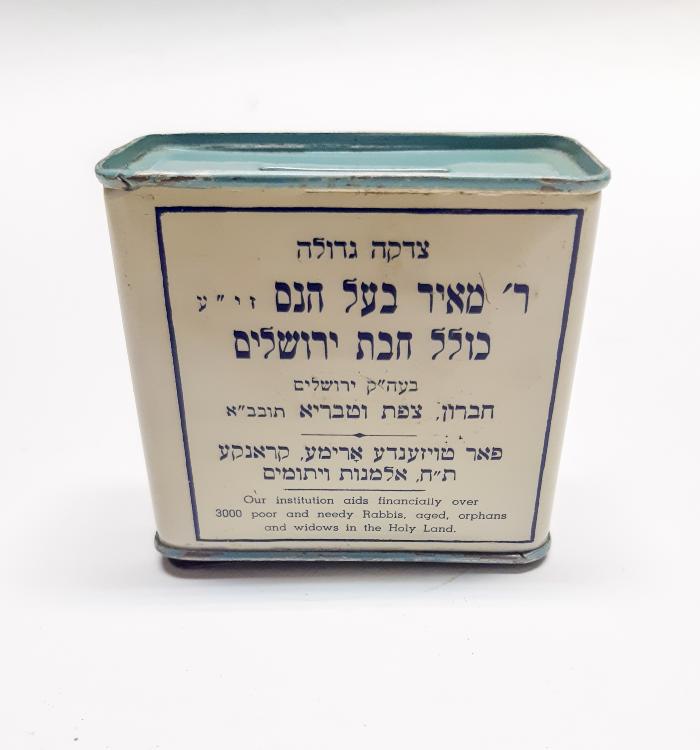 צדקה גדולה
ר׳ מאיר בעל הנס זי"ע
כולל חבת ירושלים
בעה"ק ירושלים
חברון, צפת וטבריא תובב"א
פאר טויזענדע אָרימע, קראנקע
ת"ח, אלמנות ויתומים
Our institution aids financially over
3000 poor and needy Rabbis, aged, orphans
and widows in the Holy Land.